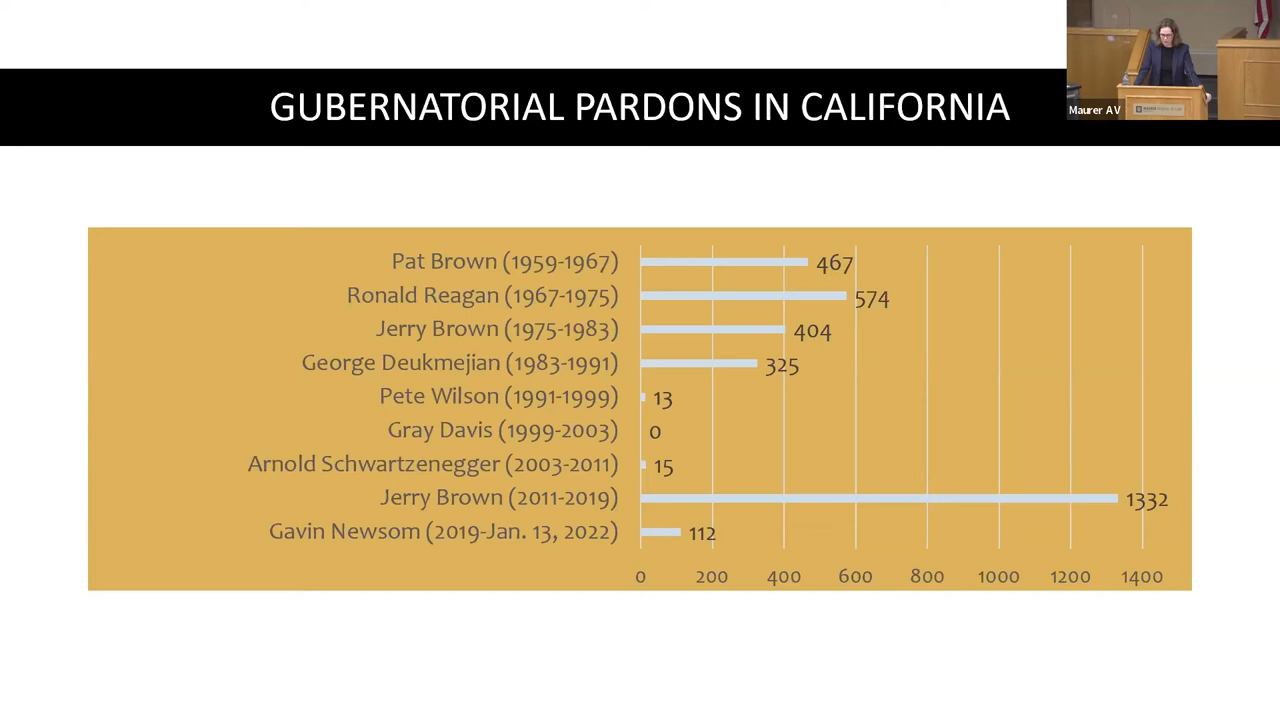 GUBERNATORIAL PARDONS IN CALIFORNIA
Maurer AV
Pat Brown (1959-1967) 467
Ronald Reagan (1967-1975) 574
Jerry Brown (1975-1983) 404
George Deukmejian (1983-1991) 325
Pete Wilson (1991-1999) 13
Gray Davis (1999-2003) 0
Arnold Schwartzenegger (2003-2011) 15
Jerry Brown (2011-2019) 1332
Gavin Newsom (2019-Jan. 13, 2022) 112
0 200 400 600 800 1000 1200 1400